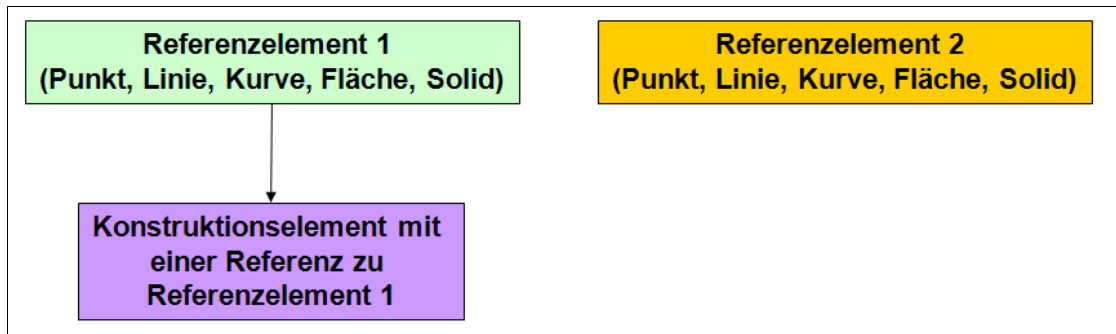 Referenzelement 1
(Punkt, Linie, Kurve, Fläche, Solid)
Referenzelement 2
(Punkt, Linie, Kurve, Fläche, Solid)
Konstruktionselement mit
einer Referenz zu
Referenzelement 1